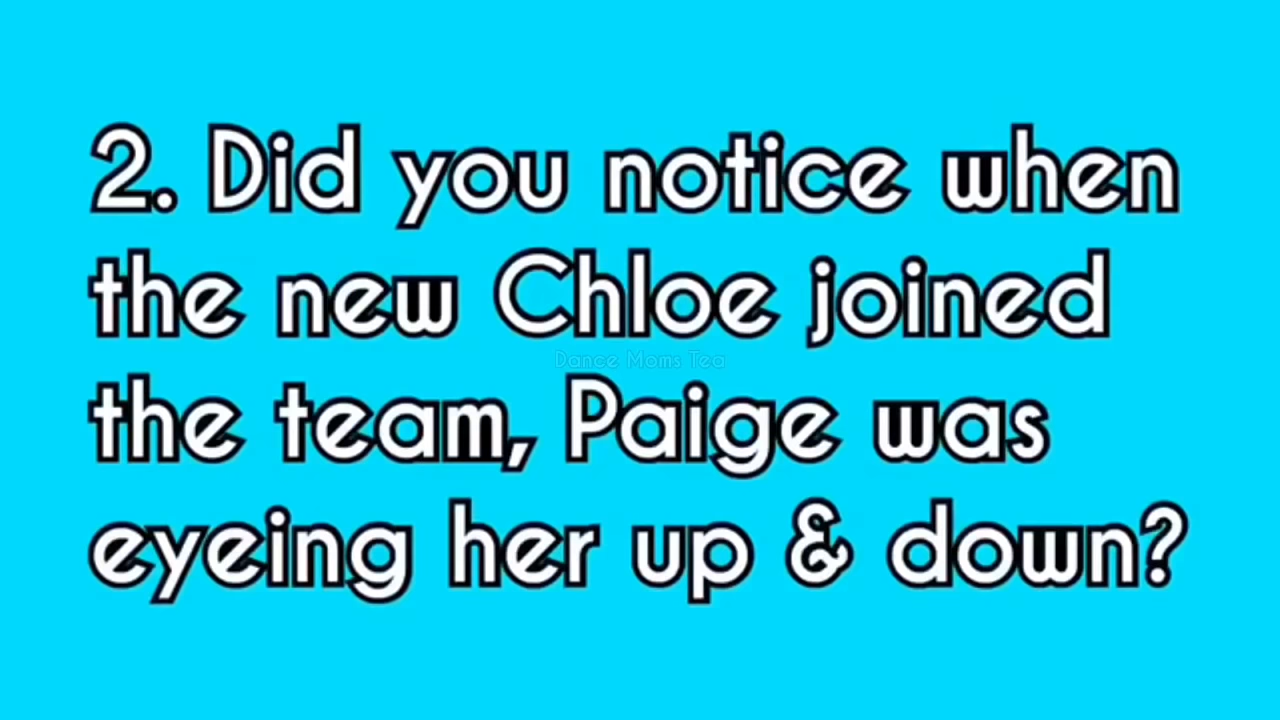 2. Did you notice when
the new Chloe joined
Dance Moms Tea
the team, Paige was
eyeing her up & down?